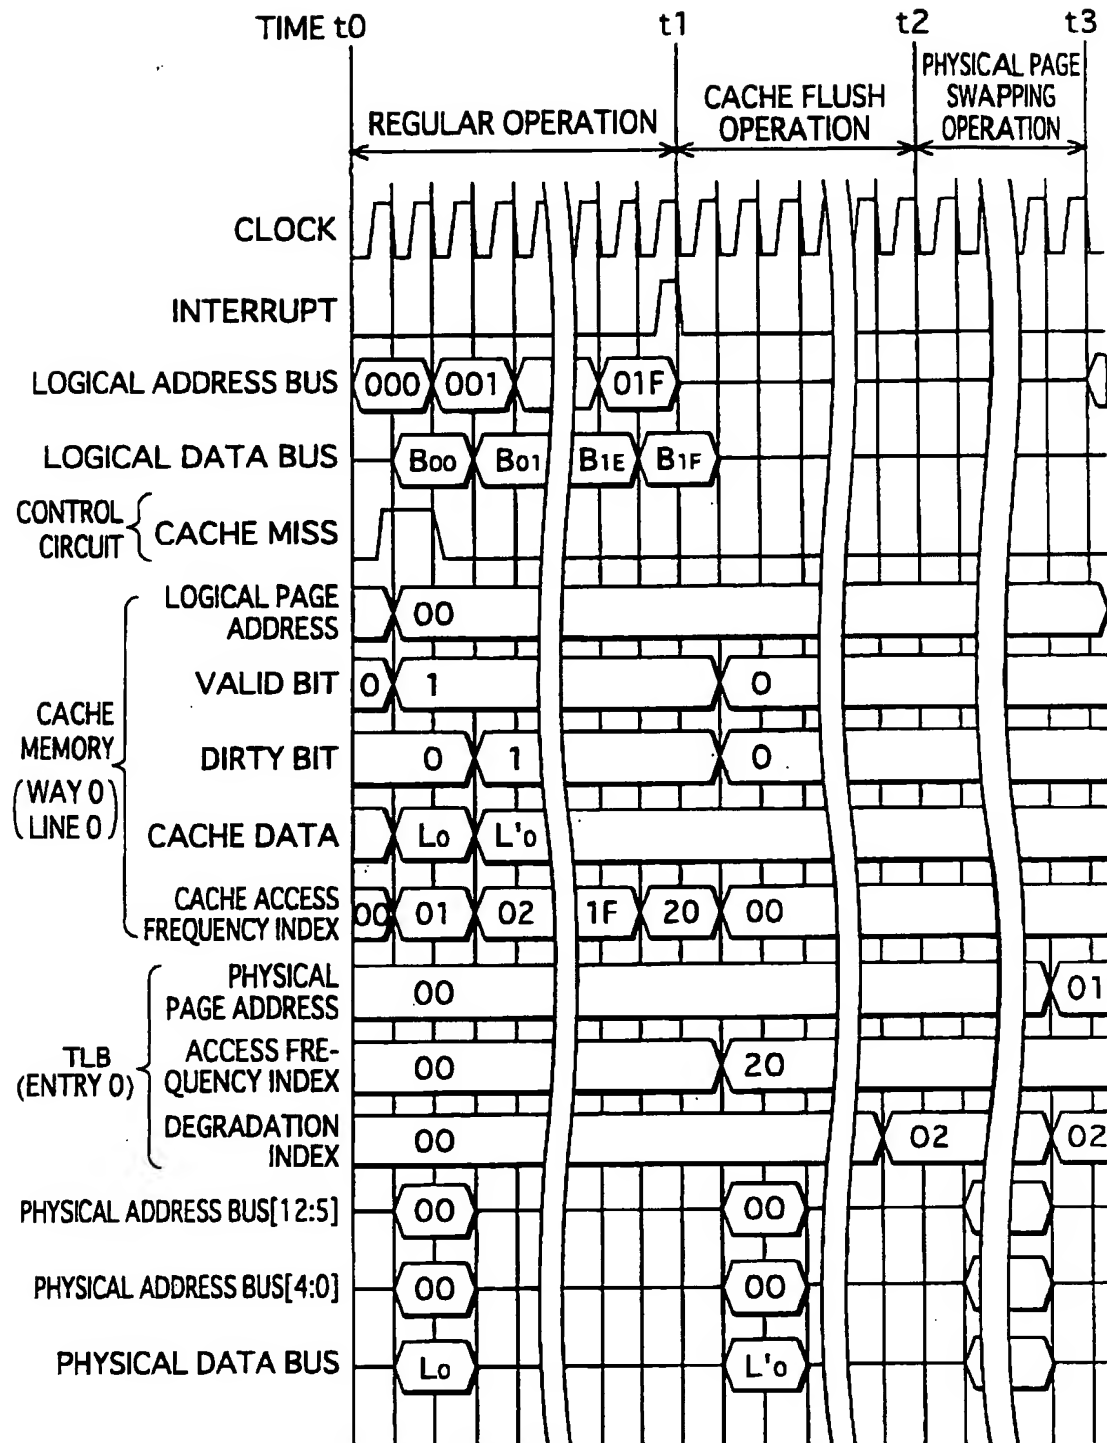 TIME t0 t1 t2 t3
REGULAR OPERATION
CACHE FLUSH
OPERATION
PHYSICAL PAGE
SWAPPING
OPERATION
CLOCK
INTERRUPT
LOGICAL ADDRESS BUS 000 001 01F
LOGICAL DATA BUS B00 B01 B1E B1F
CONTROL
CIRCUIT
CACHE MISS
CACHE
MEMORY
(WAY 0
LINE 0)
LOGICAL PAGE
ADDRESS
00
VALID BIT 0 1 0
DIRTY BIT 0 1 0
CACHE DATA L0 L'0
CACHE ACCESS
FREQUENCY INDEX
00 01 02 1F 20 00
TLB
(ENTRY 0)
PHYSICAL
PAGE ADDRESS
00 01
ACCESS FRE-
QUENCY INDEX
00 20
DEGRADATION
INDEX
00 02 02
PHYSICAL ADDRESS BUS[12:5] 00 00
PHYSICAL ADDRESS BUS[4:0] 00 00
PHYSICAL DATA BUS L0 L'0